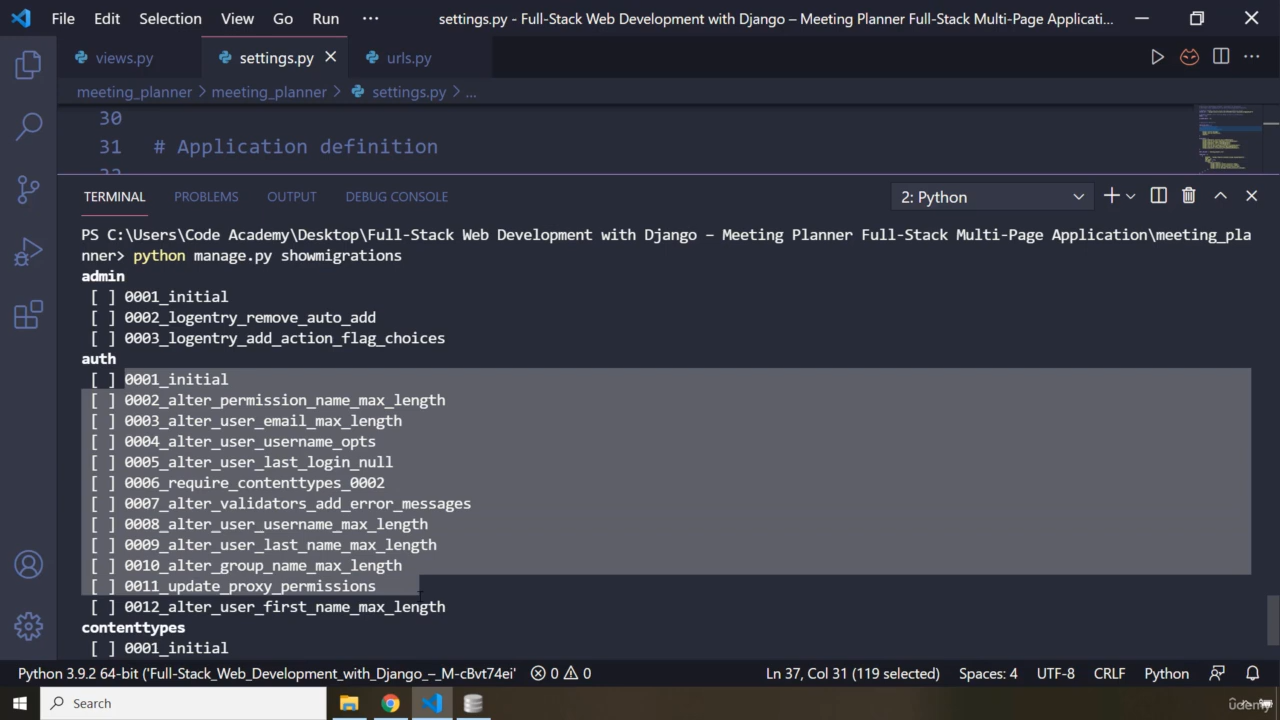 File Edit Selection View Go Run ··· settings.py - Full-Stack Web Development with Django – Meeting Planner Full-Stack Multi-Page Applicati...
views.py settings.py urls.py
meeting_planner > meeting_planner > settings.py > ...
30
31 # Application definition
TERMINAL PROBLEMS OUTPUT DEBUG CONSOLE 2: Python
PS C:\Users\Code Academy\Desktop\Full-Stack Web Development with Django – Meeting Planner Full-Stack Multi-Page Application\meeting_pla
nner> python manage.py showmigrations
admin
[ ] 0001_initial
[ ] 0002_logentry_remove_auto_add
[ ] 0003_logentry_add_action_flag_choices
auth
[ ] 0001_initial
[ ] 0002_alter_permission_name_max_length
[ ] 0003_alter_user_email_max_length
[ ] 0004_alter_user_username_opts
[ ] 0005_alter_user_last_login_null
[ ] 0006_require_contenttypes_0002
[ ] 0007_alter_validators_add_error_messages
[ ] 0008_alter_user_username_max_length
[ ] 0009_alter_user_last_name_max_length
[ ] 0010_alter_group_name_max_length
[ ] 0011_update_proxy_permissions
[ ] 0012_alter_user_first_name_max_length
contenttypes
[ ] 0001_initial
Python 3.9.2 64-bit ('Full-Stack_Web_Development_with_Django_–_M-cBvt74ei' 0 0 Ln 37, Col 31 (119 selected) Spaces: 4 UTF-8 CRLF Python
Search
udemy